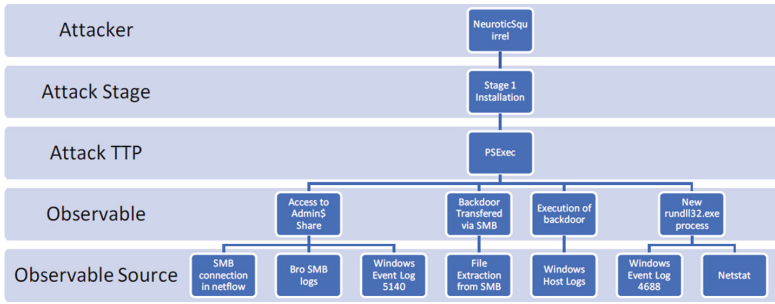 Attacker
NeuroticSqu
irrel
Attack Stage
Stage 1
Installation
Attack TTP
PSExec
Observable
Access to
Admin$
Share
Backdoor
Transfered
via SMB
Execution of
backdoor
New
rundll32.exe
process
Observable Source
SMB
connection
in netflow
Bro SMB
logs
Windows
Event Log
5140
File
Extraction
from SMB
Windows
Host Logs
Windows
Event Log
4688
Netstat